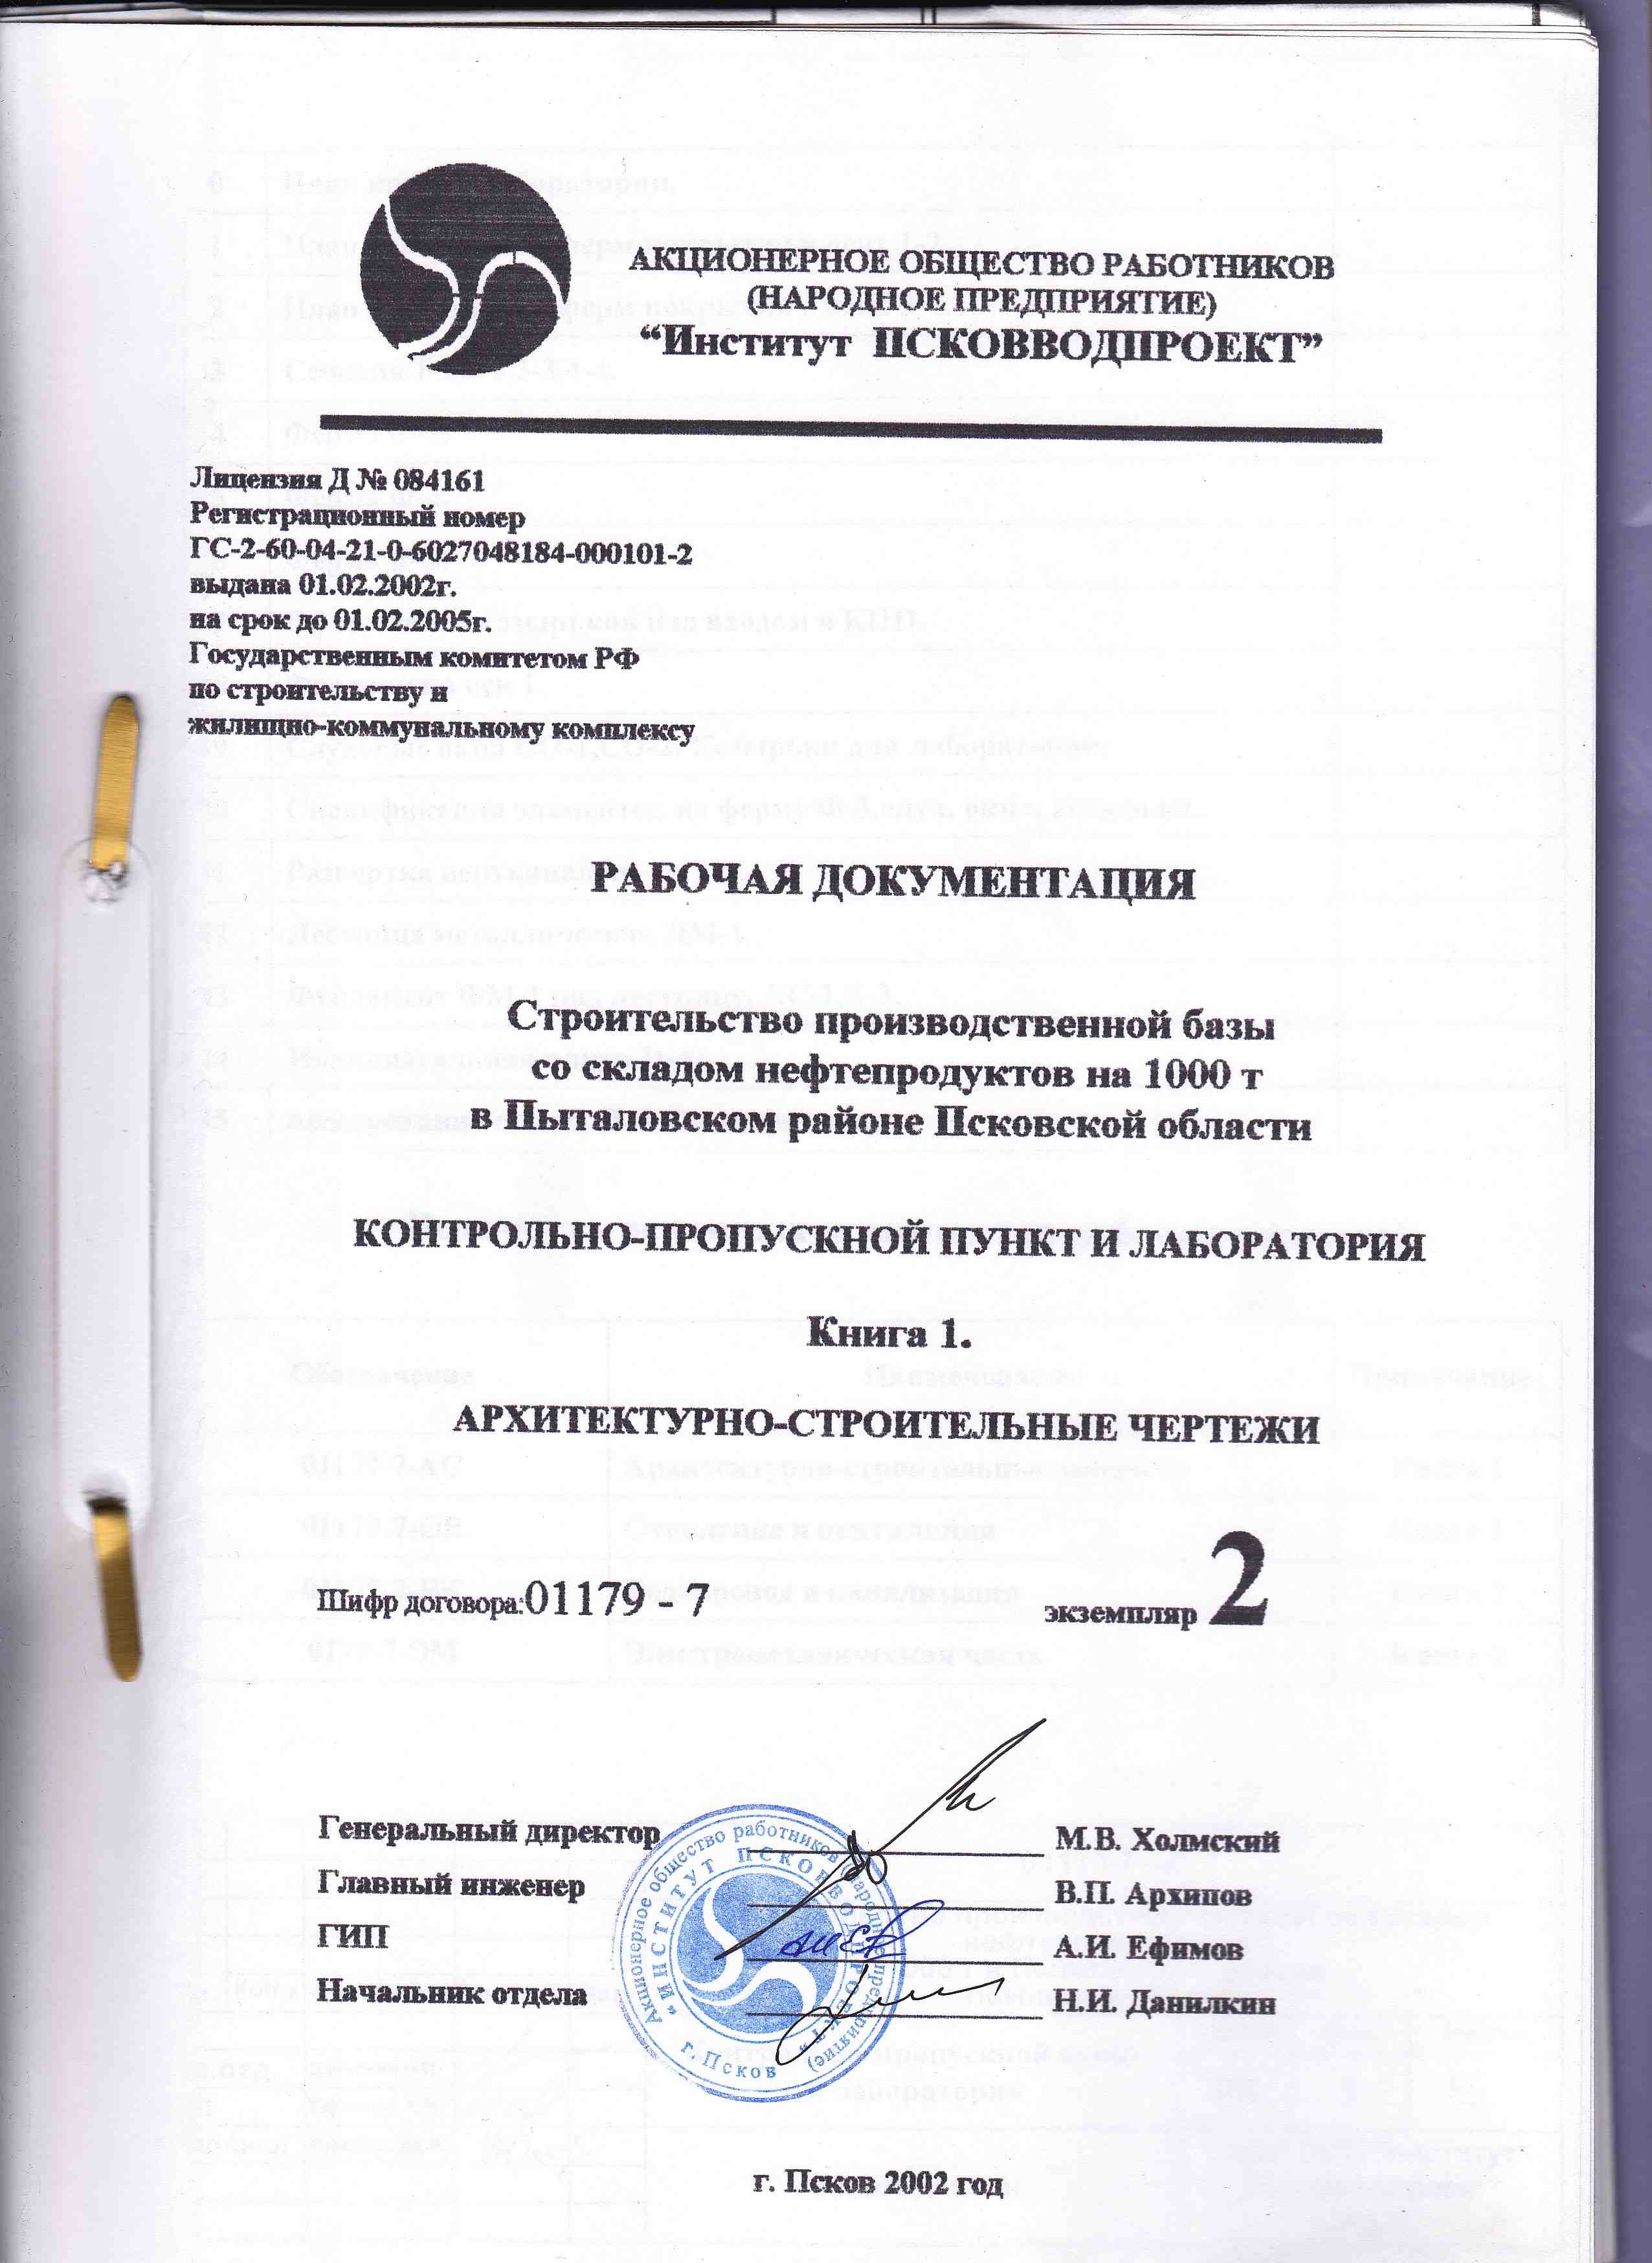 АКЦИОНЕРНОЕ ОБЩЕСТВО РАБОТНИКОВ
(НАРОДНОЕ ПРЕДПРИЯТИЕ)
“Институт ПСКОВВОДПРОЕКТ”
Лицензия Д № 084161
Регистрационный номер
ГС-2-60-04-21-0-6027048184-000101-2
выдана 01.02.2002г.
на срок до 01.02.2005г.
Государственным комитетом РФ
по строительству и
жилищно-коммунальному комплексу
РАБОЧАЯ ДОКУМЕНТАЦИЯ
Строительство производственной базы
со складом нефтепродуктов на 1000 т
в Пыталовском районе Псковской области
КОНТРОЛЬНО-ПРОПУСКНОЙ ПУНКТ И ЛАБОРАТОРИЯ
Книга 1.
АРХИТЕКТУРНО-СТРОИТЕЛЬНЫЕ ЧЕРТЕЖИ
Шифр договора:01179 - 7 экземпляр 2
Генеральный директор М.В. Холмский
Главный инженер В.П. Архипов
ГИП А.И. Ефимов
Начальник отдела Н.И. Данилкин
Акционерное общество работников (Народное предприятие)
"ИНСТИТУТ ПСКОВВОДПРОЕКТ"
г. Псков
г. Псков 2002 год